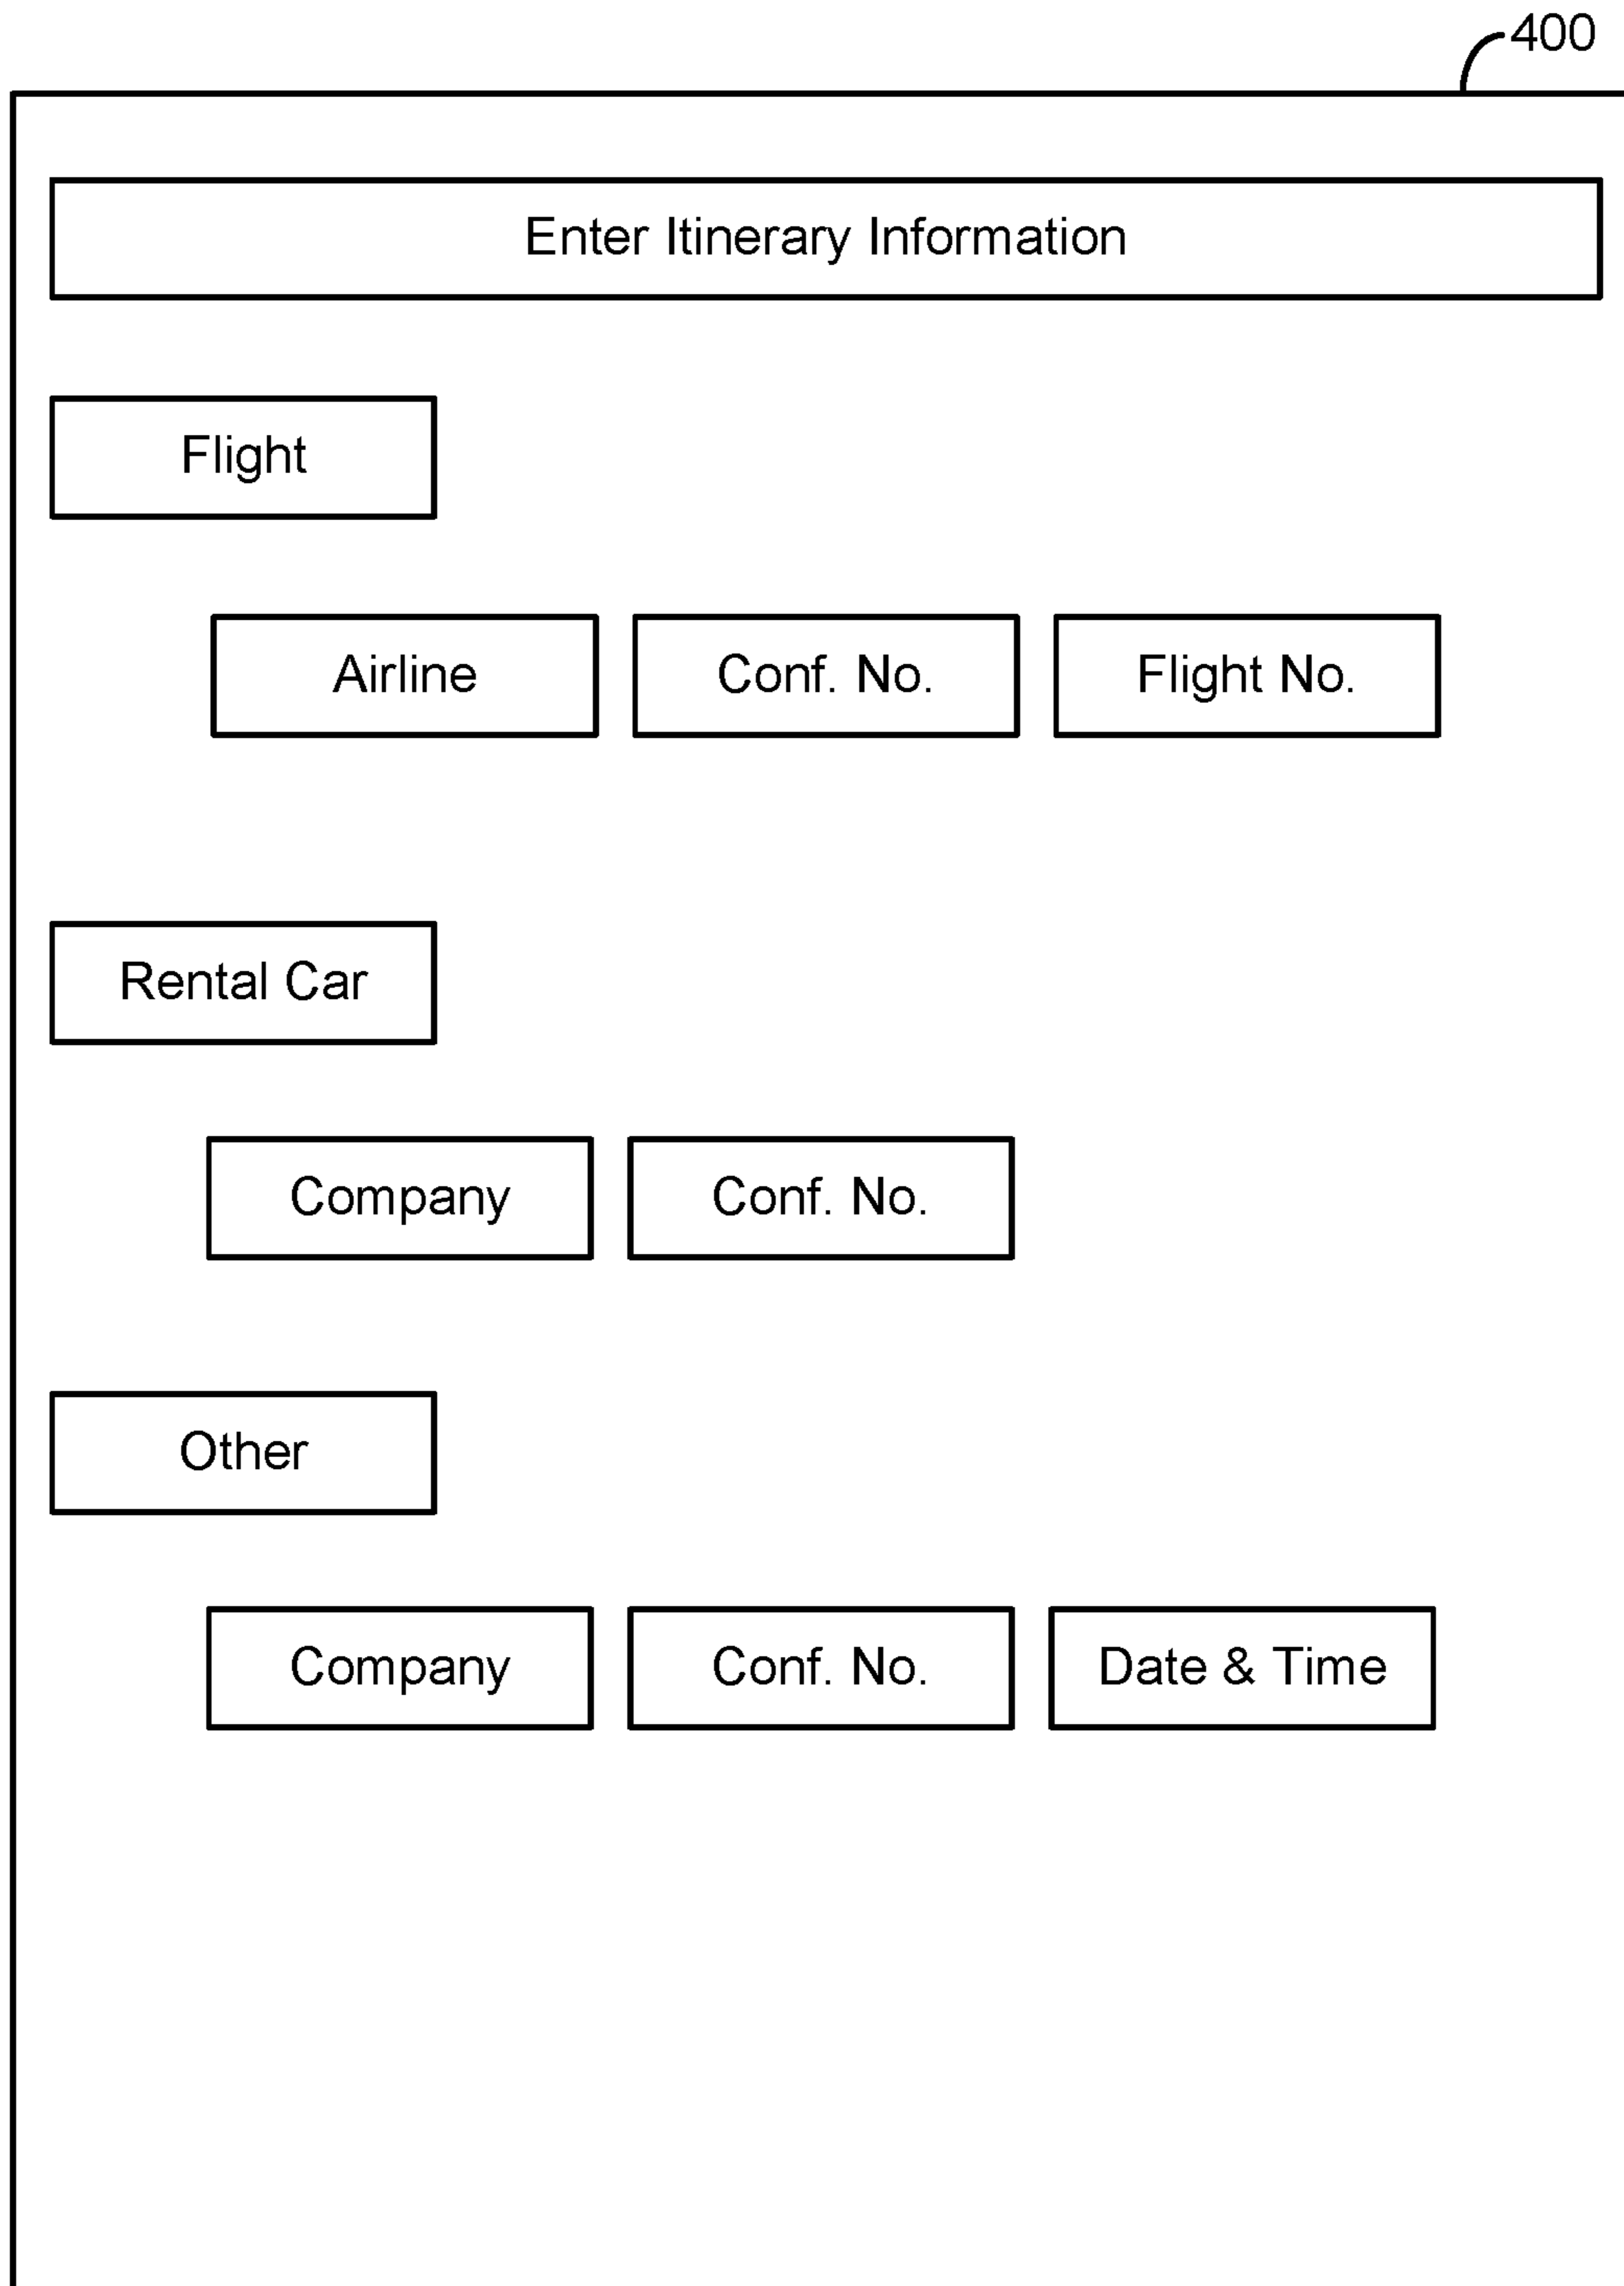 400
Enter Itinerary Information
Flight
Airline Conf. No. Flight No.
Rental Car
Company Conf. No.
Other
Company Conf. No. Date & Time